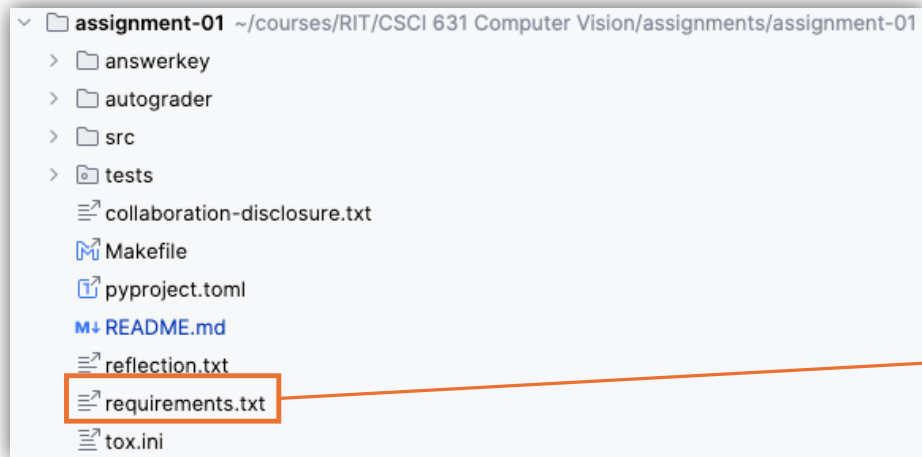 assignment-01 ~/courses/RIT/CSCI 631 Computer Vision/assignments/assignment-01
answerkey
autograder
src
tests
collaboration-disclosure.txt
Makefile
pyproject.toml
README.md
reflection.txt
requirements.txt
tox.ini